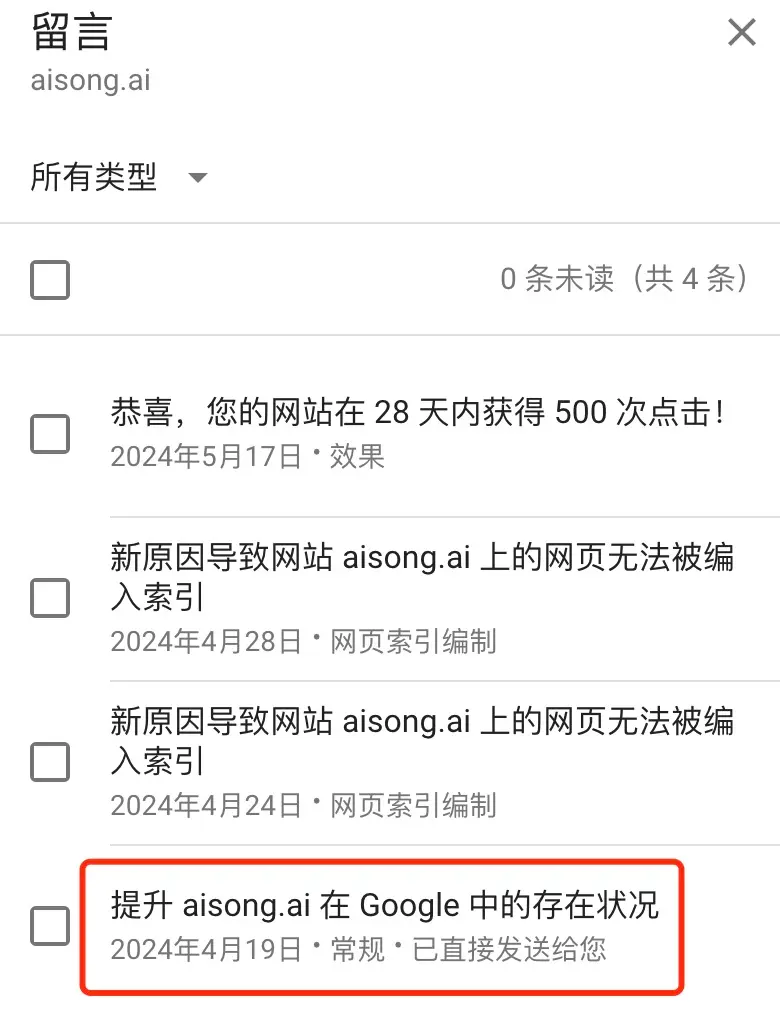 留言
aisong.ai
所有类型
0 条未读（共 4 条）
恭喜，您的网站在 28 天内获得 500 次点击！
2024年5月17日 • 效果
新原因导致网站 aisong.ai 上的网页无法被编
入索引
2024年4月28日 • 网页索引编制
新原因导致网站 aisong.ai 上的网页无法被编
入索引
2024年4月24日 • 网页索引编制
提升 aisong.ai 在 Google 中的存在状况
2024年4月19日 • 常规 • 已直接发送给您